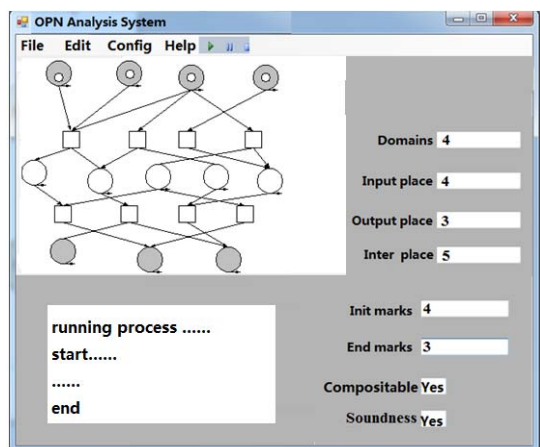 OPN Analysis System
File Edit Config Help
Domains 4
Input place 4
Output place 3
Inter place 5
Init marks 4
End marks 3
Compositable Yes
Soundness Yes
running process ......
start......
......
end